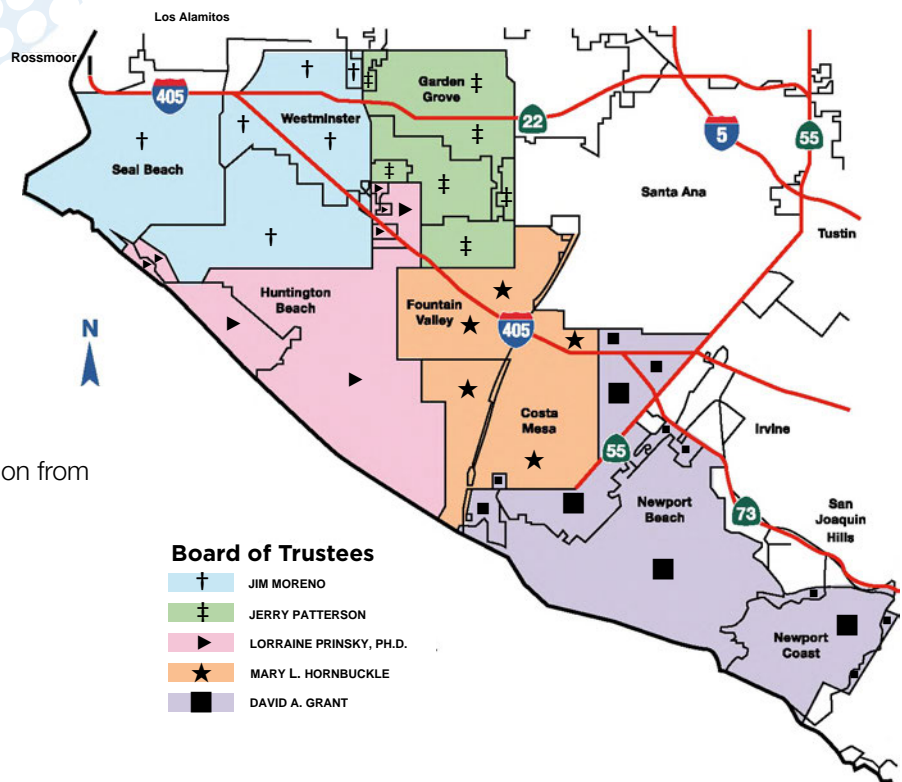 Los Alamitos
Rossmoor
405
Garden
Grove
Westminster
22
5
55
Seal Beach
Santa Ana
Tustin
Huntington
Beach
Fountain
Valley
405
N
Costa
Mesa
Irvine
55
on from
Newport
Beach
73
San
Joaquin
Hills
Board of Trustees
JIM MORENO
JERRY PATTERSON
LORRAINE PRINSKY, PH.D.
MARY L. HORNBUCKLE
DAVID A. GRANT
Newport
Coast